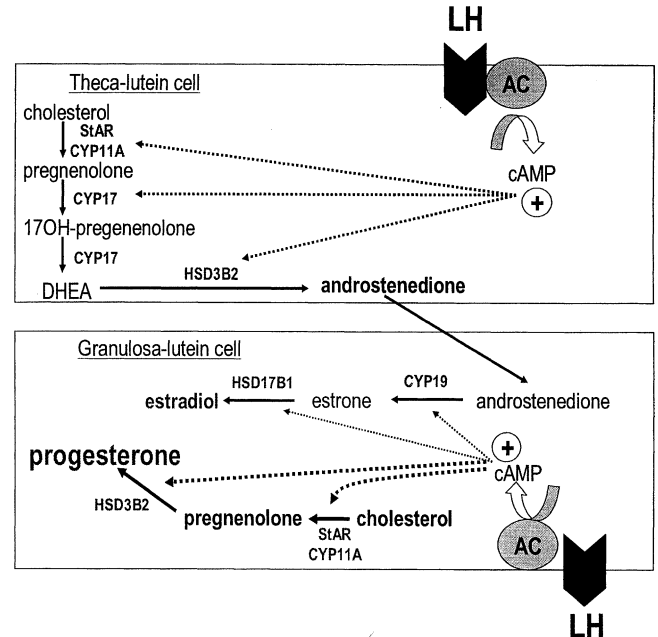 LH
AC
Theca-lutein cell
cholesterol
StAR
CYP11A
pregnenolone
cAMP
+
CYP17
17OH-pregenenolone
CYP17
HSD3B2
DHEA
androstenedione
Granulosa-lutein cell
HSD17B1
CYP19
estradiol
estrone
androstenedione
+
progesterone
cAMP
HSD3B2
pregnenolone
cholesterol
StAR
CYP11A
AC
LH